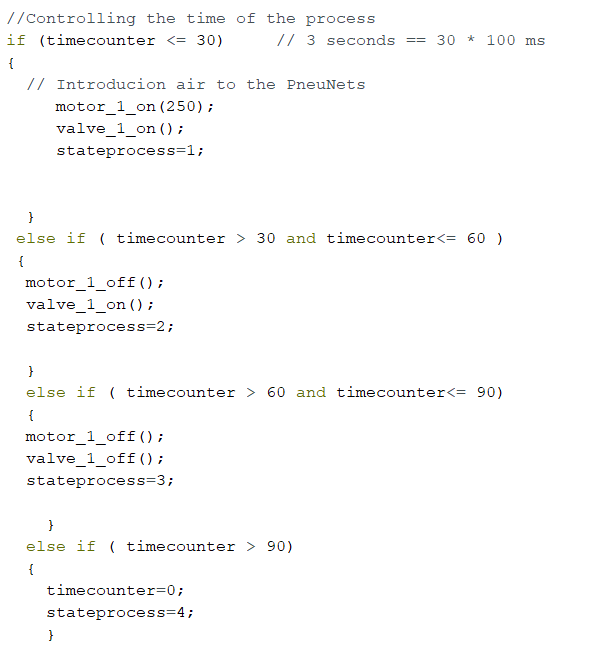 //Controlling the time of the process
if (timecounter <= 30) // 3 seconds == 30 * 100 ms
{
// Introducion air to the PneuNets
motor_1_on(250);
valve_1_on();
stateprocess=1;
}
else if ( timecounter > 30 and timecounter<= 60 )
{
motor_1_off();
valve_1_on();
stateprocess=2;
}
else if ( timecounter > 60 and timecounter<= 90)
{
motor_1_off();
valve_1_off();
stateprocess=3;
}
else if ( timecounter > 90)
{
timecounter=0;
stateprocess=4;
}